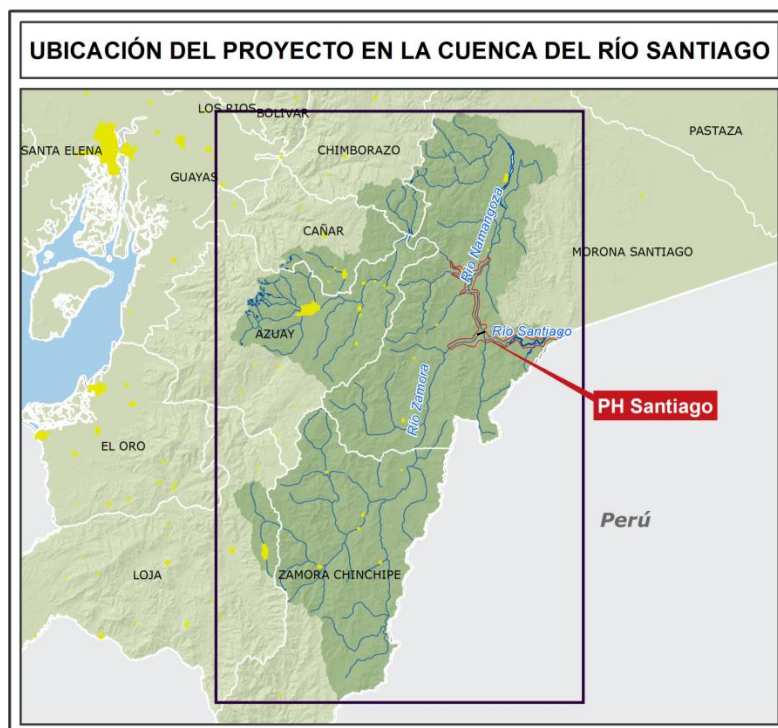 UBICACIÓN DEL PROYECTO EN LA CUENCA DEL RÍO SANTIAGO
LOS RIOS
BOLIVAR
PASTAZA
SANTA ELENA
CHIMBORAZO
GUAYAS
CAÑAR
Río Namangoza
MORONA SANTIAGO
AZUAY
Río Santiago
PH Santiago
Río Zamora
EL ORO
Perú
LOJA
ZAMORA CHINCHIPE